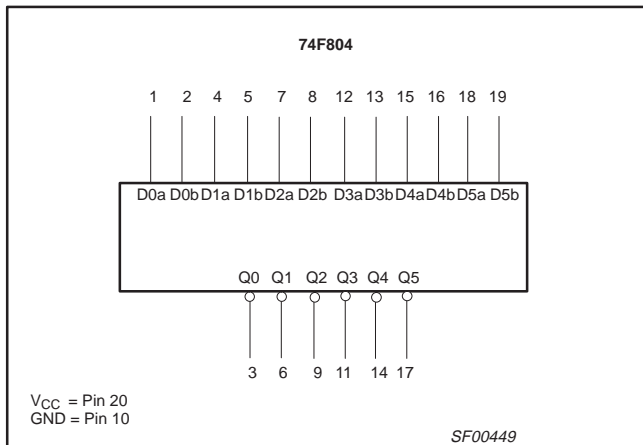 74F804
1 2 4 5 7 8 12 13 15 16 18 19
D0a D0b D1a D1b D2a D2b D3a D3b D4a D4b D5a D5b
Q0 Q1 Q2 Q3 Q4 Q5
3 6 9 11 14 17
VCC = Pin 20
GND = Pin 10
SF00449